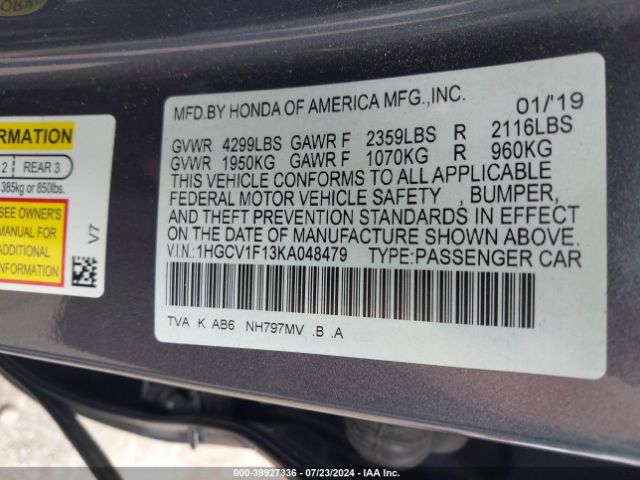 MFD.BY HONDA OF AMERICA MFG.,INC. 01/'19
GVWR 4299LBS GAWR F 2359LBS R 2116LBS
GVWR 1950KG GAWR F 1070KG R 960KG
THIS VEHICLE CONFORMS TO ALL APPLICABLE
FEDERAL MOTOR VEHICLE SAFETY , BUMPER,
AND THEFT PREVENTION STANDARDS IN EFFECT
ON THE DATE OF MANUFACTURE SHOWN ABOVE.
V.I.N.:1HGCV1F13KA048479 TYPE:PASSENGER CAR
TVA K AB6 NH797MV .B .A
ORMATION
2 REAR 3
385kg or 850lbs.
SEE OWNER'S
MANUAL FOR
ADDITIONAL
INFORMATION
V7
000-39927336 / 07/23/2024 - IAA Inc.